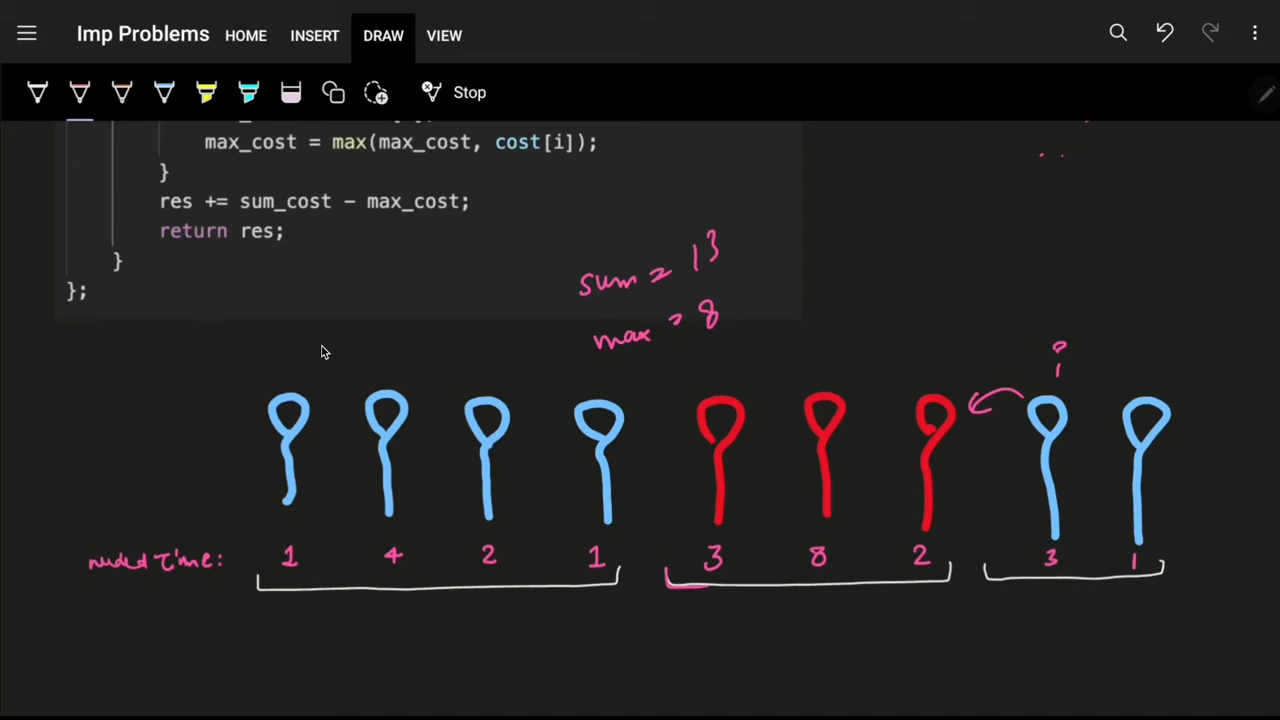 Imp Problems HOME INSERT DRAW VIEW
Stop
max_cost = max(max_cost, cost[i]);
}
res += sum_cost - max_cost;
return res;
}
};
sum = 13
max = 8
i
needed Time: 1 4 2 1 3 8 2 3 1